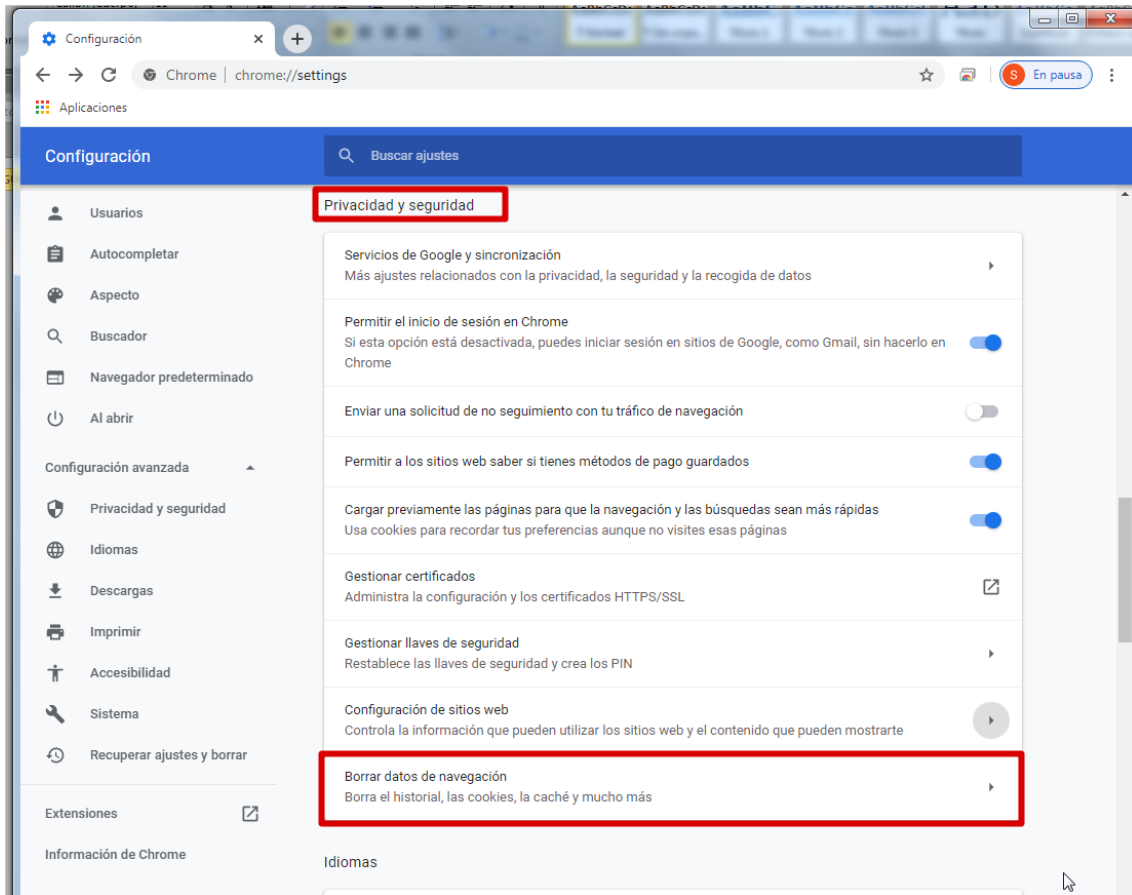 Configuración
Chrome | chrome://settings
S En pausa
Aplicaciones
Configuración
Buscar ajustes
Usuarios
Autocompletar
Aspecto
Buscador
Navegador predeterminado
Al abrir
Configuración avanzada
Privacidad y seguridad
Idiomas
Descargas
Imprimir
Accesibilidad
Sistema
Recuperar ajustes y borrar
Extensiones
Información de Chrome
Privacidad y seguridad
Servicios de Google y sincronización
Más ajustes relacionados con la privacidad, la seguridad y la recogida de datos
Permitir el inicio de sesión en Chrome
Si esta opción está desactivada, puedes iniciar sesión en sitios de Google, como Gmail, sin hacerlo en
Chrome
Enviar una solicitud de no seguimiento con tu tráfico de navegación
Permitir a los sitios web saber si tienes métodos de pago guardados
Cargar previamente las páginas para que la navegación y las búsquedas sean más rápidas
Usa cookies para recordar tus preferencias aunque no visites esas páginas
Gestionar certificados
Administra la configuración y los certificados HTTPS/SSL
Gestionar llaves de seguridad
Restablece las llaves de seguridad y crea los PIN
Configuración de sitios web
Controla la información que pueden utilizar los sitios web y el contenido que pueden mostrarte
Borrar datos de navegación
Borra el historial, las cookies, la caché y mucho más
Idiomas